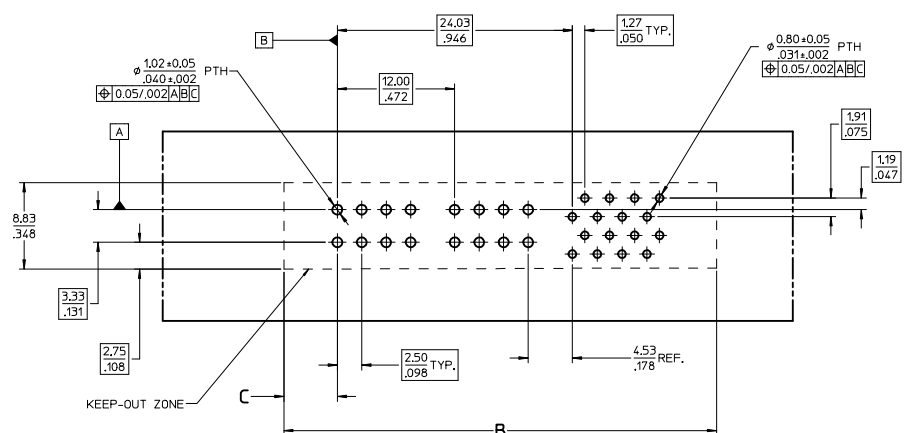 24.03
.946
1.27
.050
TYP.
B
ϕ 0.80±0.05
.031±.002
PTH
⌖ 0.05/.002 A B C
ϕ 1.02±0.05
.040±.002
PTH
⌖ 0.05/.002 A B C
12.00
.472
1.91
.075
A
1.19
.047
8.83
.348
3.33
.131
2.75
.108
2.50
.098
TYP.
4.53
.178
REF.
C
KEEP-OUT ZONE
B